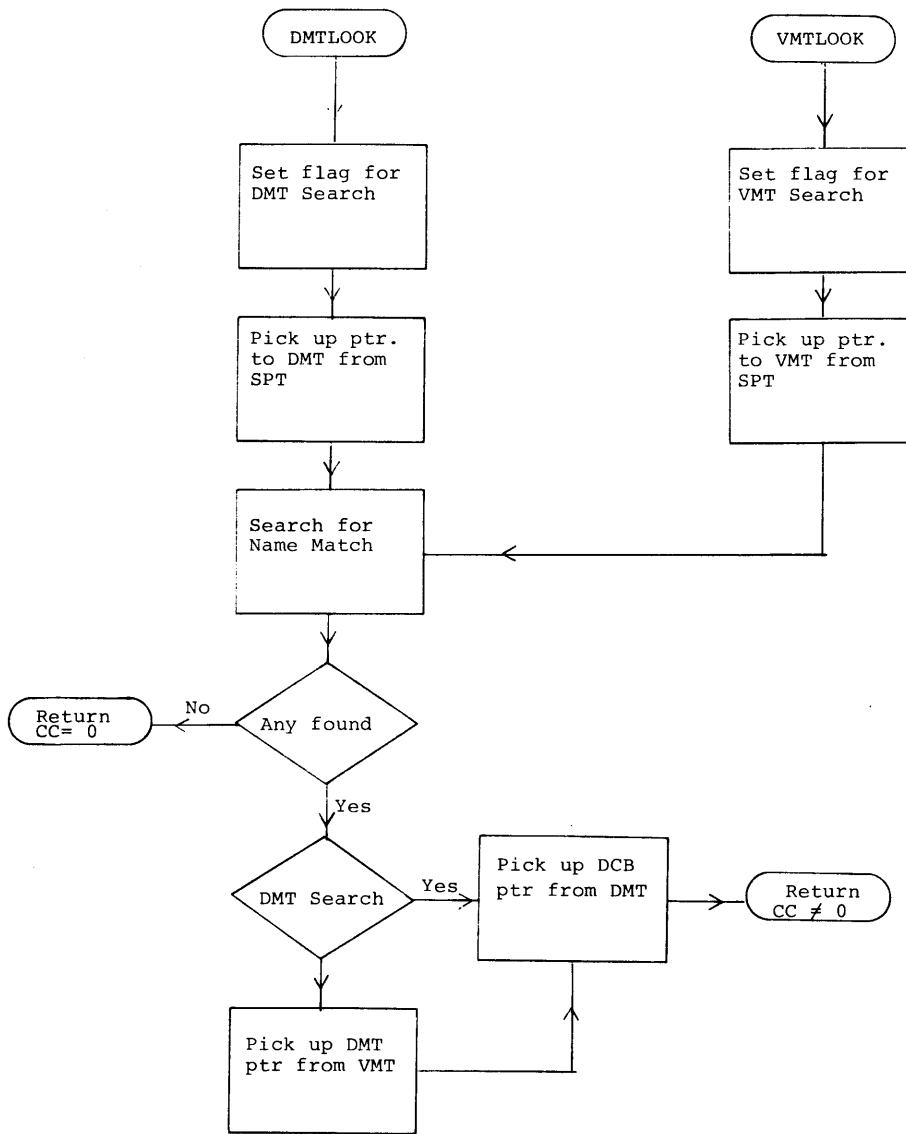 DMTLOOK
VMTLOOK
Set flag for
DMT Search
Set flag for
VMT Search
Pick up ptr.
to DMT from
SPT
Pick up ptr.
to VMT from
SPT
Search for
Name Match
Any found
No
Return
CC= 0
Yes
DMT Search
Yes
Pick up DCB
ptr from DMT
Return
CC ≠ 0
Pick up DMT
ptr from VMT